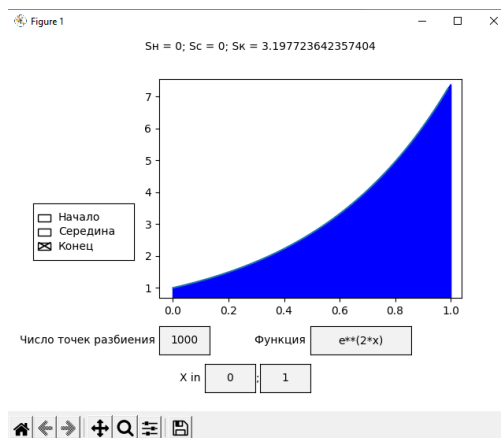 Figure 1
Sн = 0; Sc = 0; Sк = 3.197723642357404
7
6
5
4
3
2
1
0.0 0.2 0.4 0.6 0.8 1.0
Начало
Середина
Конец
Число точек разбиения 1000 Функция e**(2*x)
X in 0 ; 1